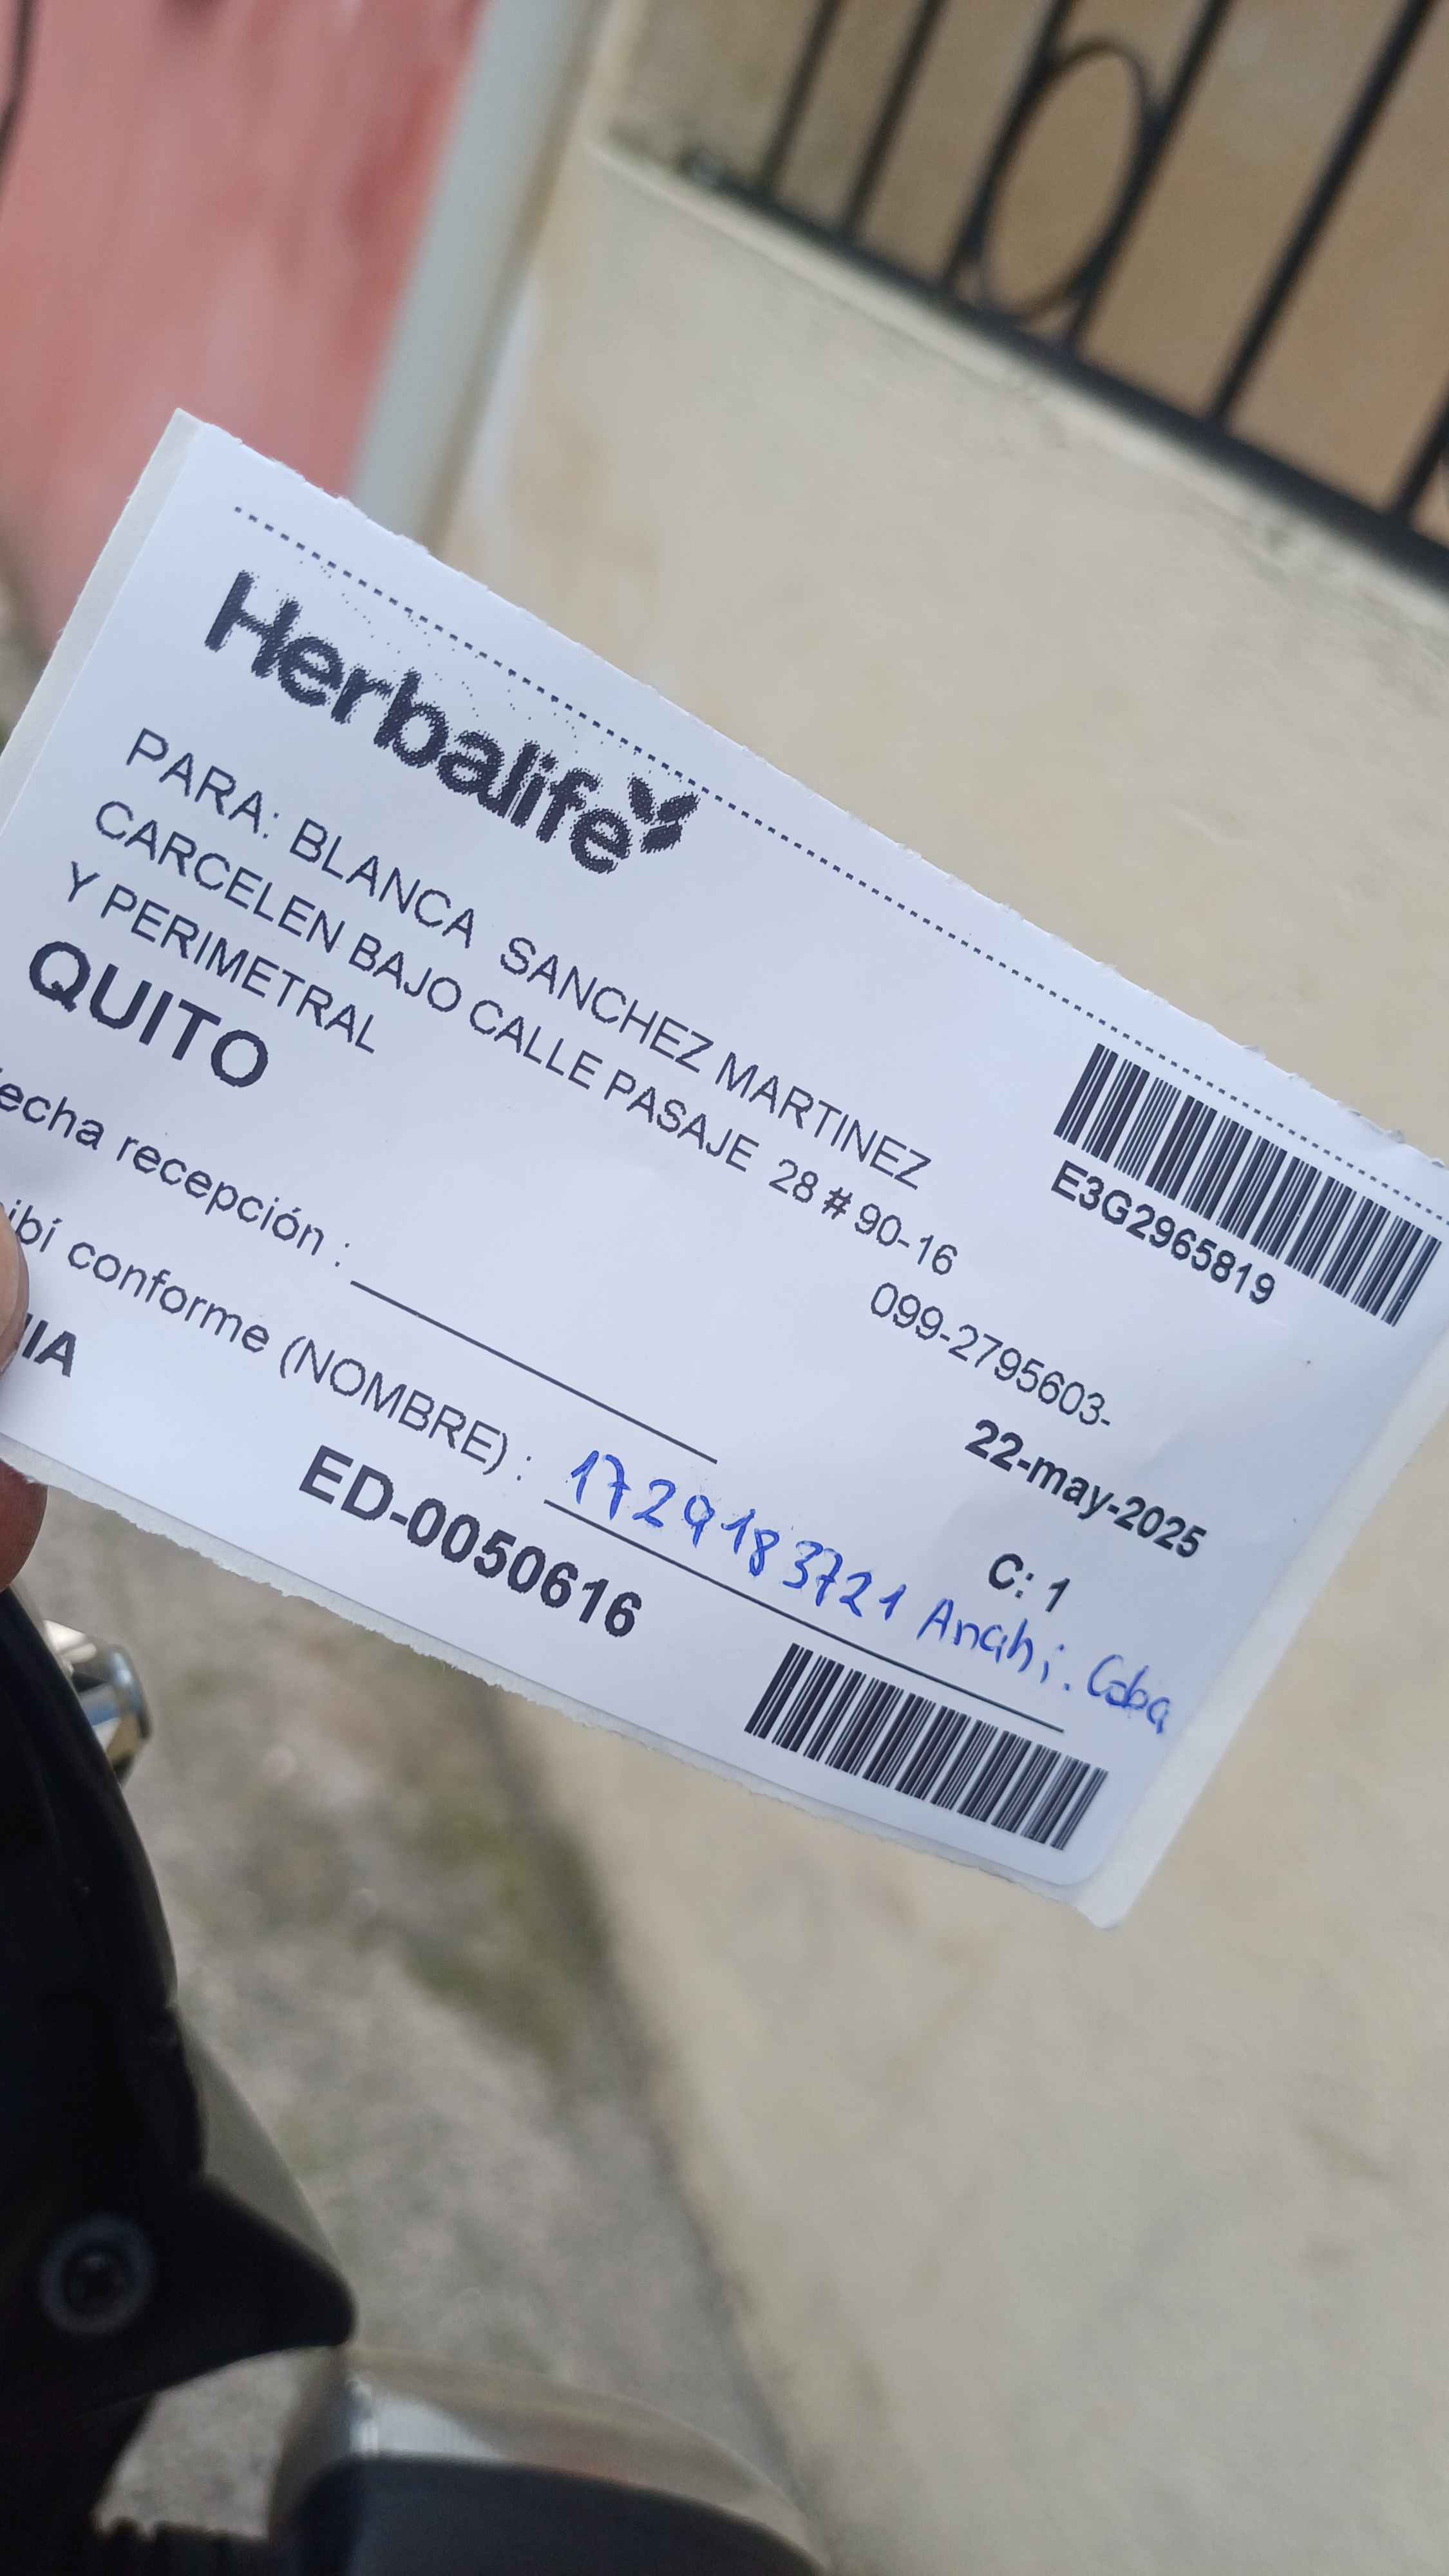 Herbalife
PARA: BLANCA SANCHEZ MARTINEZ
CARCELEN BAJO CALLE PASAJE 28 # 90-16
Y PERIMETRAL
QUITO
E3G2965819
099-2795603-
22-may-2025
echa recepción :
C: 1
ibí conforme (NOMBRE) : 1729183721 Anahi. Coba
IA
ED-0050616